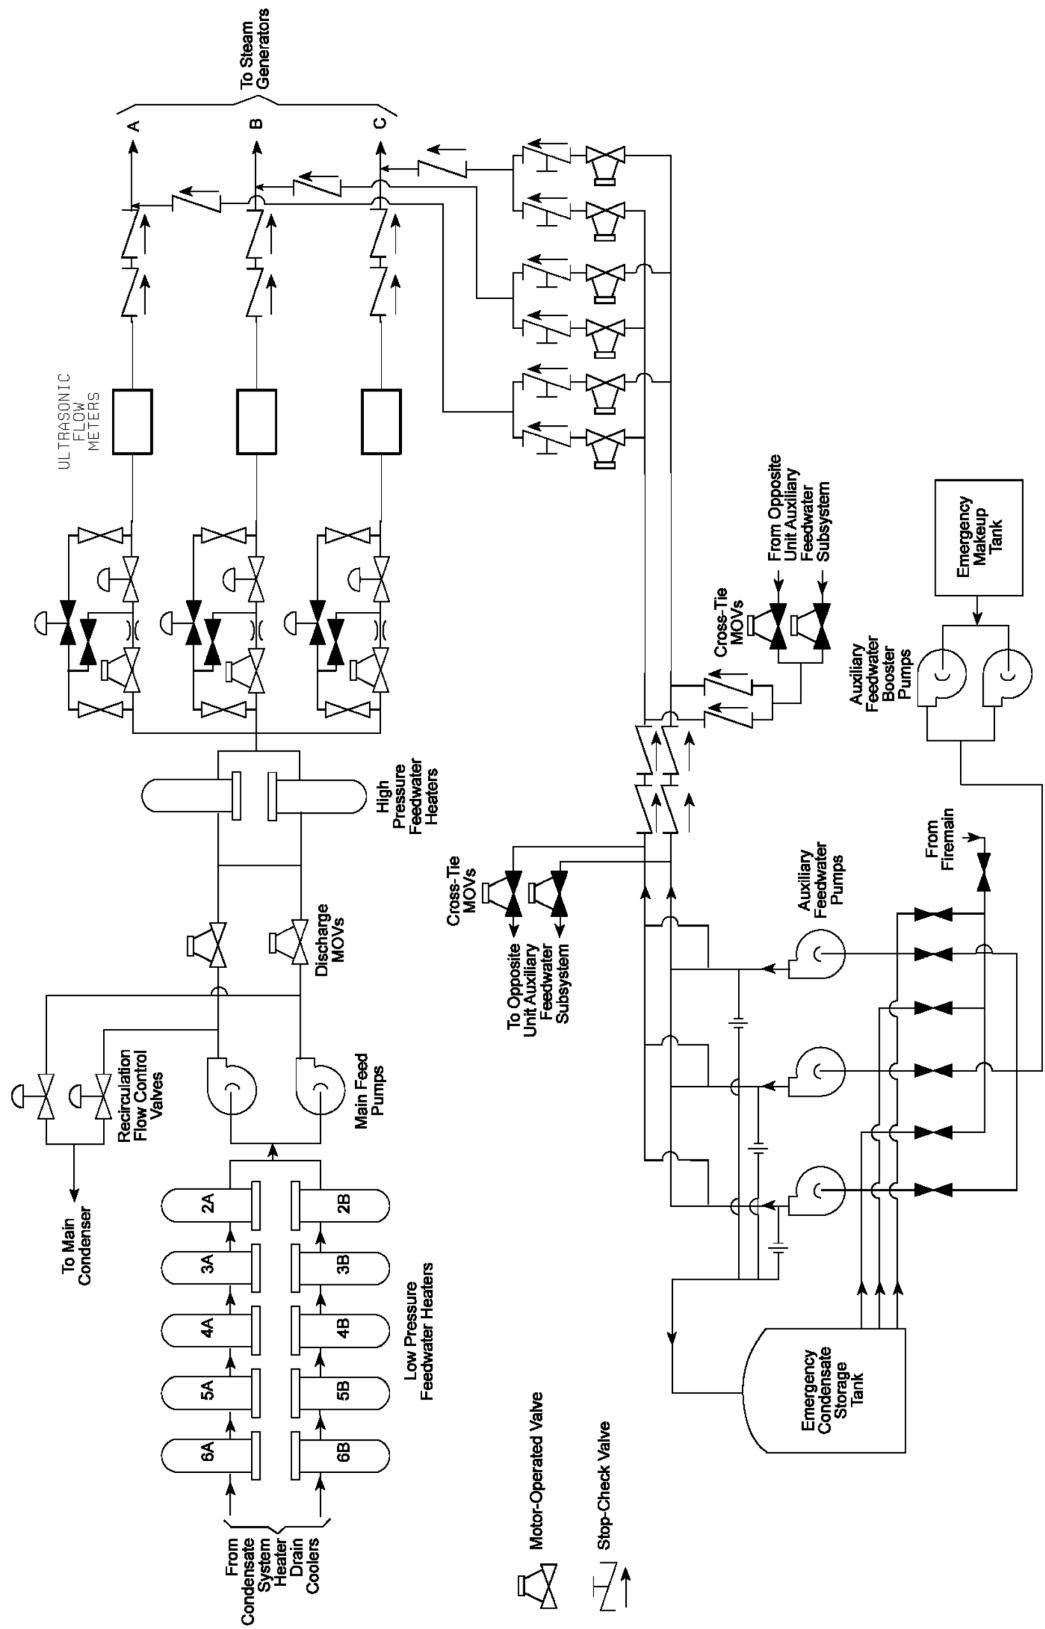 To Steam
Generators
A
B
C
ULTRASONIC
FLOW
METERS
High
Pressure
Feedwater
Heaters
Discharge
MOVs
Recirculation
Flow Control
Valves
To Main
Condenser
Main Feed
Pumps
2A
3A
4A
5A
6A
2B
3B
4B
5B
6B
Low Pressure
Feedwater Heaters
From
Condensate
System
Heater
Drain
Coolers
Cross-Tie
MOVs
From Opposite
Unit Auxiliary
Feedwater
Subsystem
Cross-Tie
MOVs
To Opposite
Unit Auxiliary
Feedwater
Subsystem
Emergency
Makeup
Tank
Auxiliary
Feedwater
Booster
Pumps
From
Firemain
Auxiliary
Feedwater
Pumps
Emergency
Condensate
Storage
Tank
Motor-Operated Valve
Stop-Check Valve